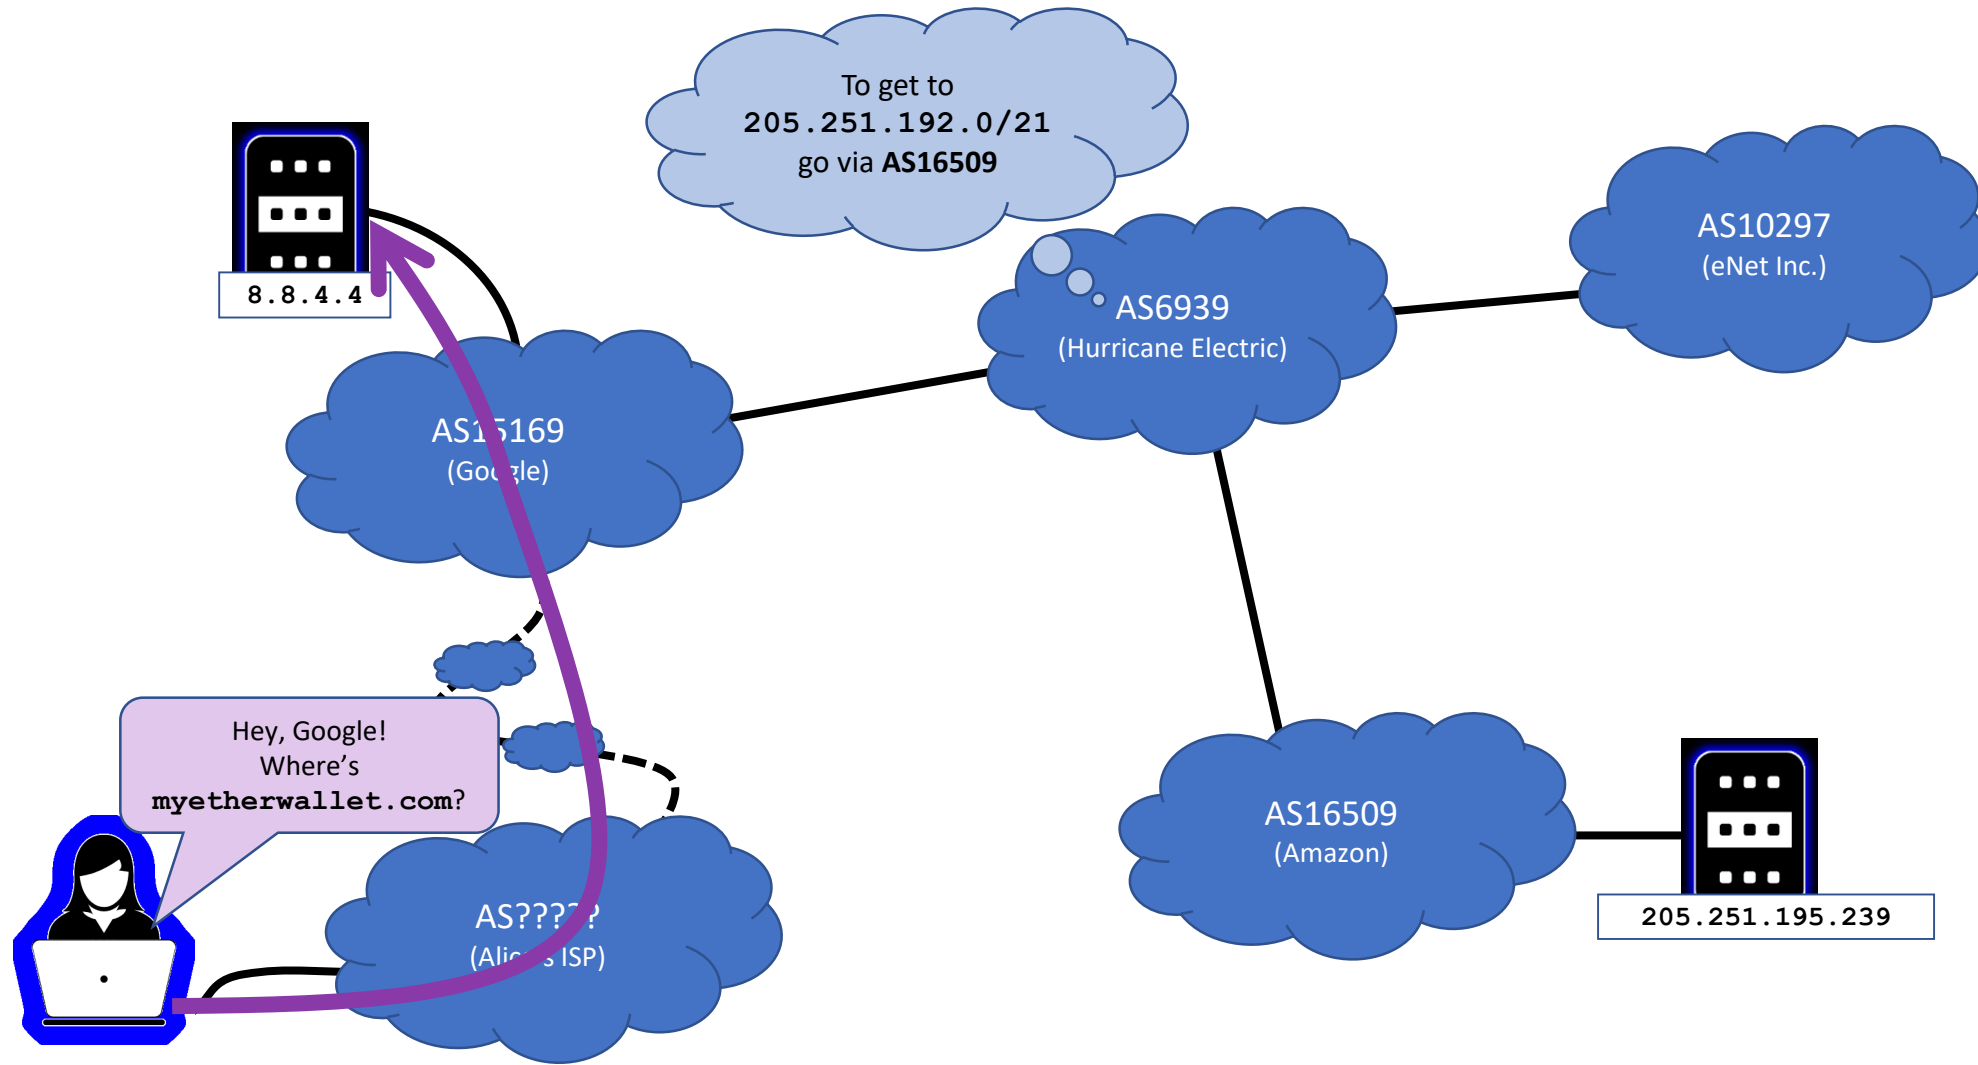 To get to
205.251.192.0/21
go via AS16509
AS10297
(eNet Inc.)
8.8.4.4
AS6939
(Hurricane Electric)
AS15169
(Google)
Hey, Google!
Where's
myetherwallet.com?
AS16509
(Amazon)
205.251.195.239
AS?????
(Alice's ISP)